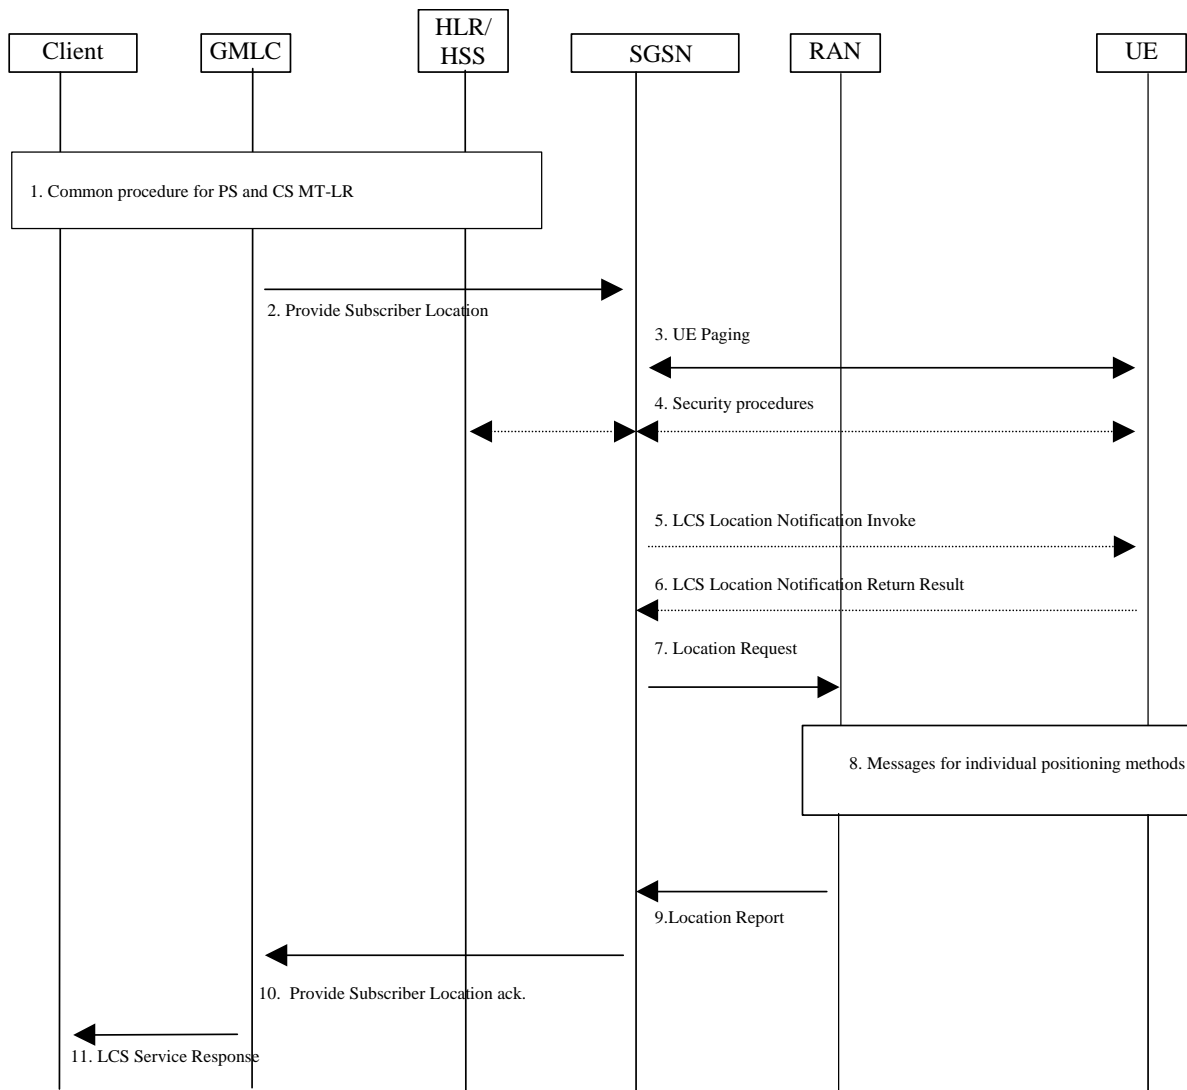 Client
GMLC
HLR/
HSS
SGSN
RAN
UE
1. Common procedure for PS and CS MT-LR
2. Provide Subscriber Location
3. UE Paging
4. Security procedures
5. LCS Location Notification Invoke
6. LCS Location Notification Return Result
7. Location Request
8. Messages for individual positioning methods
9.Location Report
10. Provide Subscriber Location ack.
11. LCS Service Response